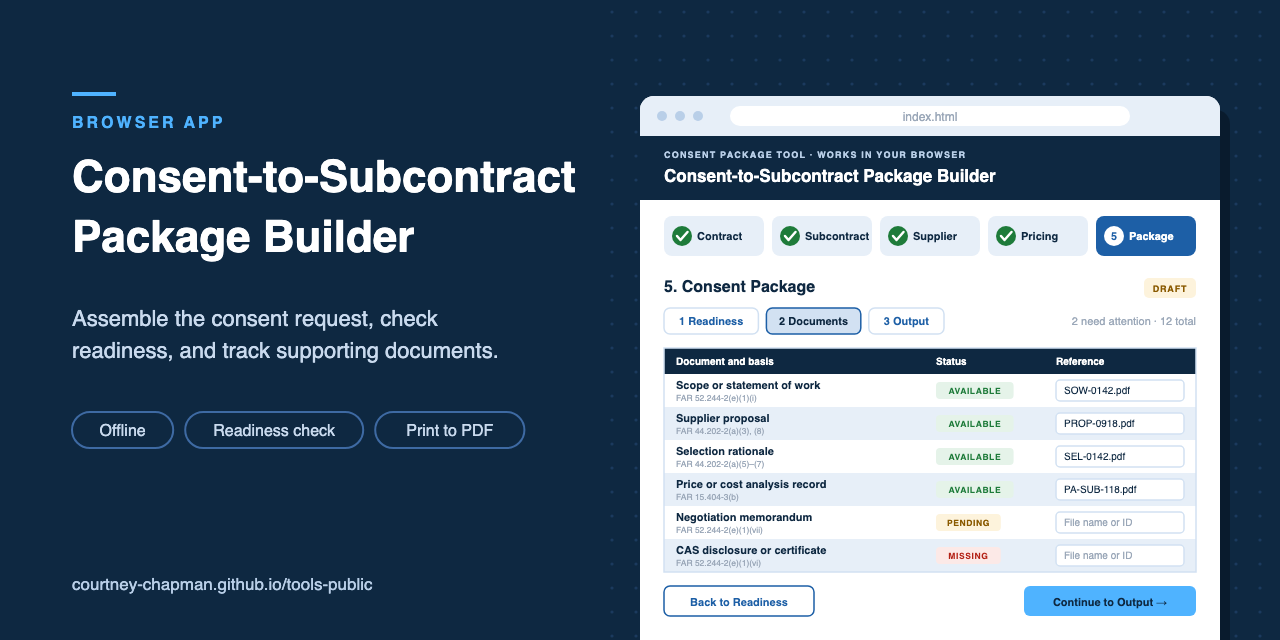 BROWSER APP
Consent-to-Subcontract
Package Builder
Assemble the consent request, check
readiness, and track supporting documents.
Offline
Readiness check
Print to PDF
courtney-chapman.github.io/tools-public
index.html
CONSENT PACKAGE TOOL · WORKS IN YOUR BROWSER
Consent-to-Subcontract Package Builder
Contract
Subcontract
Supplier
Pricing
5 Package
5. Consent Package
DRAFT
1 Readiness
2 Documents
3 Output
2 need attention · 12 total
Document and basis Status Reference
Scope or statement of work
FAR 52.244-2(e)(1)(i)
AVAILABLE
SOW-0142.pdf
Supplier proposal
FAR 44.202-2(a)(3), (8)
AVAILABLE
PROP-0918.pdf
Selection rationale
FAR 44.202-2(a)(5)–(7)
AVAILABLE
SEL-0142.pdf
Price or cost analysis record
FAR 15.404-3(b)
AVAILABLE
PA-SUB-118.pdf
Negotiation memorandum
FAR 52.244-2(e)(1)(vii)
PENDING
File name or ID
CAS disclosure or certificate
FAR 52.244-2(e)(1)(vi)
MISSING
File name or ID
Back to Readiness
Continue to Output →